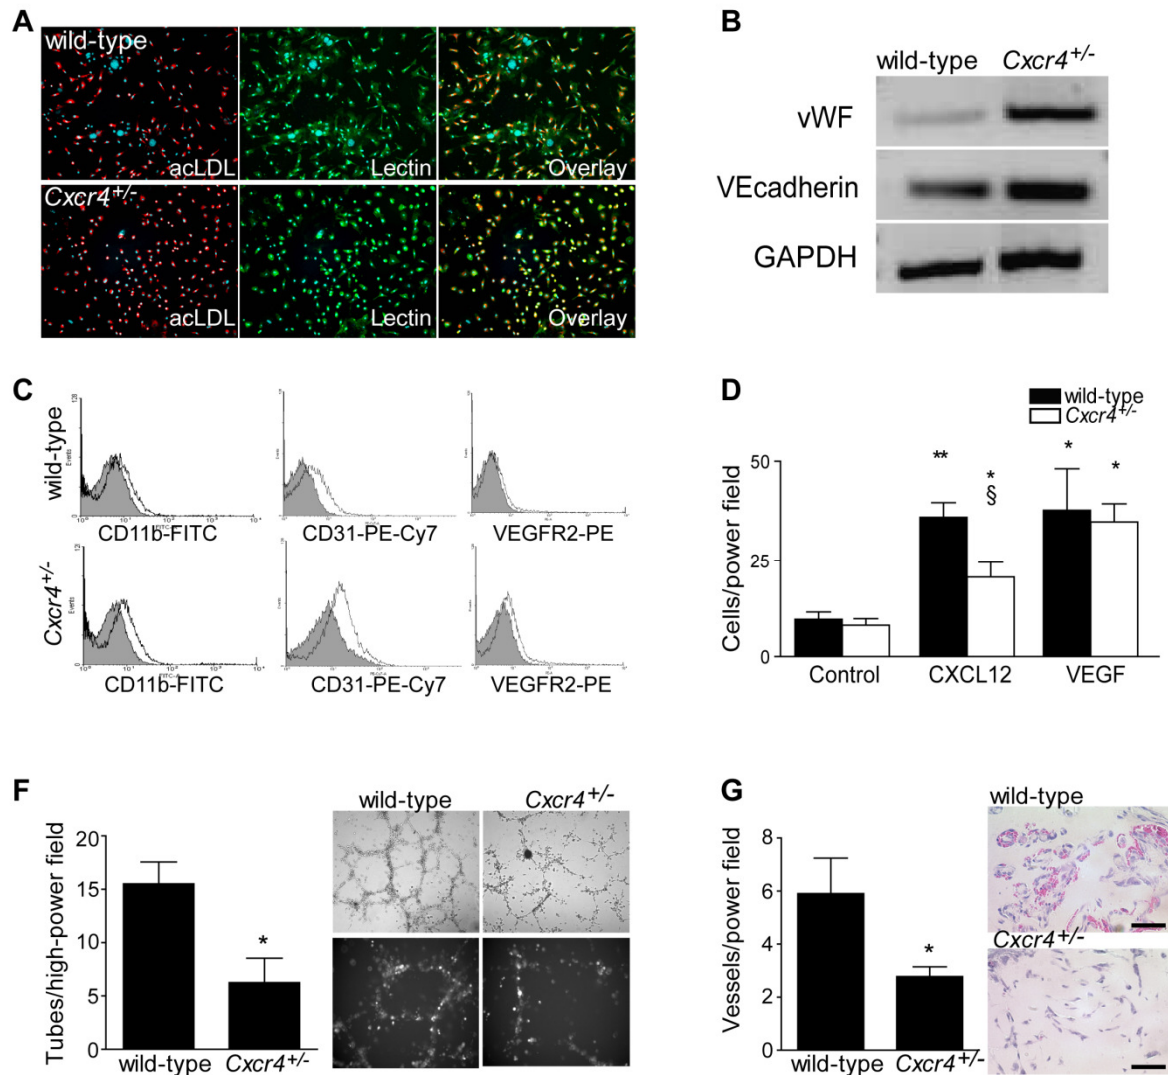 A
wild-type
acLDL Lectin Overlay
Cxcr4+/-
acLDL Lectin Overlay
B
wild-type Cxcr4+/-
vWF
VEcadherin
GAPDH
C
wild-type
CD11b-FITC CD31-PE-Cy7 VEGFR2-PE
Cxcr4+/-
CD11b-FITC CD31-PE-Cy7 VEGFR2-PE
D
wild-type
Cxcr4+/-
Cells/power field
50
25
0
** * § * *
Control CXCL12 VEGF
F
Tubes/high-power field
20
15
10
5
0
*
wild-type Cxcr4+/-
wild-type Cxcr4+/-
G
Vessels/power field
8
6
4
2
0
*
wild-type Cxcr4+/-
wild-type
Cxcr4+/-